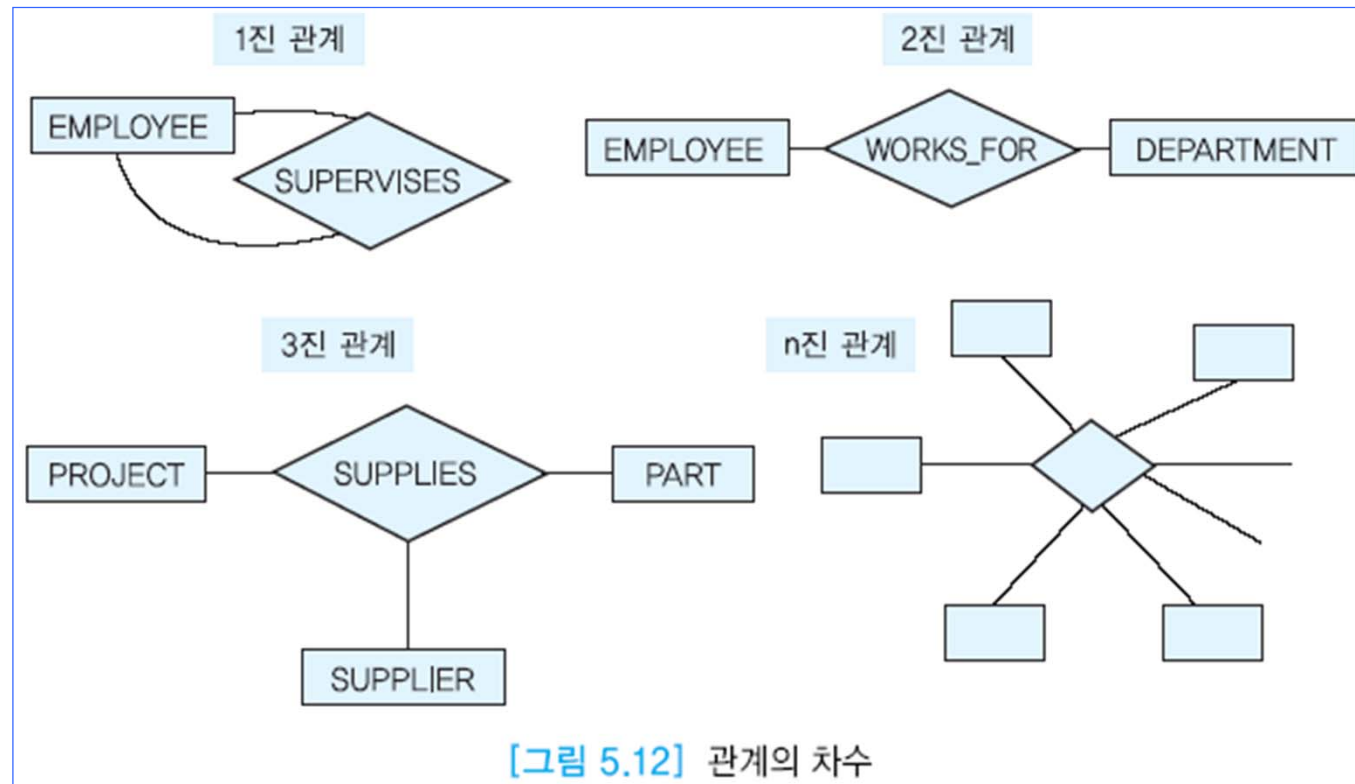 1진 관계
2진 관계
EMPLOYEE
SUPERVISES
EMPLOYEE
WORKS_FOR
DEPARTMENT
3진 관계
n진 관계
PROJECT
SUPPLIES
PART
SUPPLIER
[그림 5.12] 관계의 차수